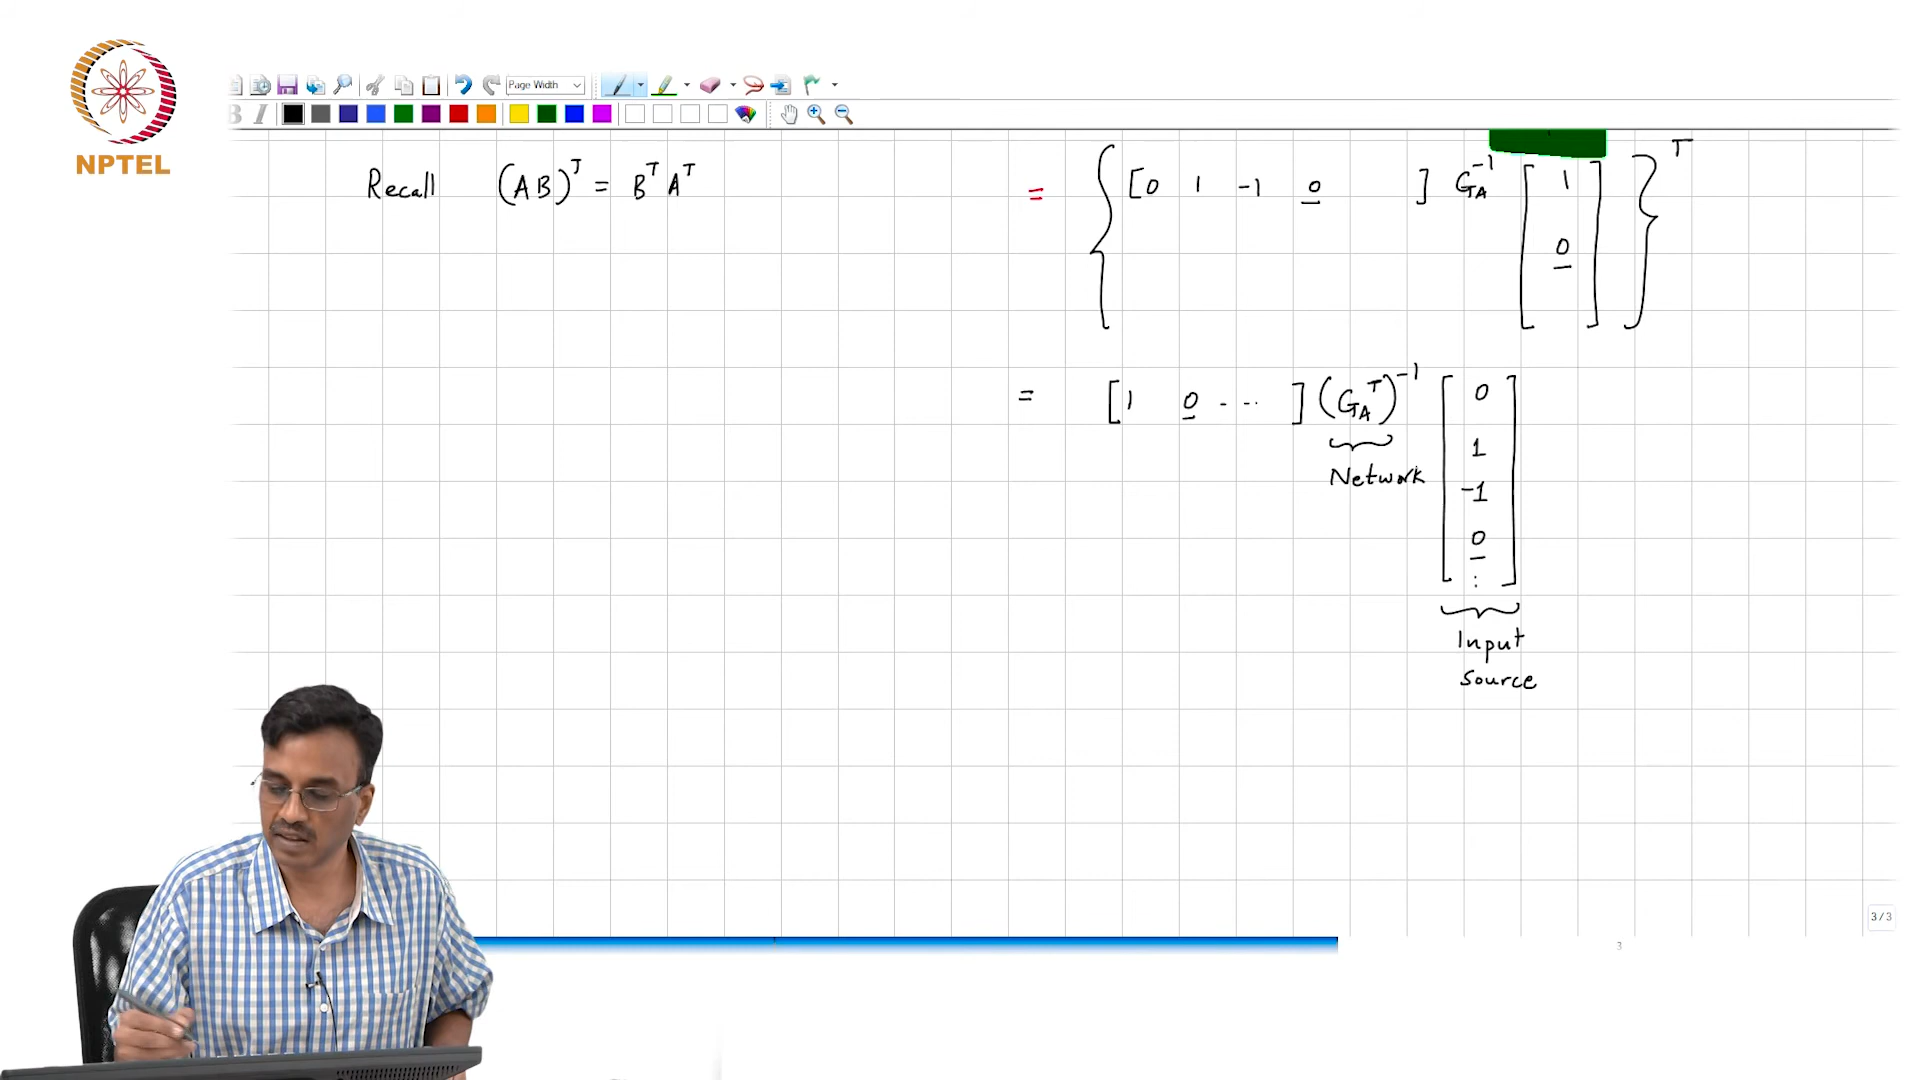 NPTEL
Page Width
B I
Recall (AB)^T = B^T A^T
= { [0 1 -1 0 ] G_A^-1 [ 1 0 ] }^T
= [1 0 ... ] (G_A^T)^-1 [ 0 1 -1 0 : ]
Network
Input
Source
3/3
3